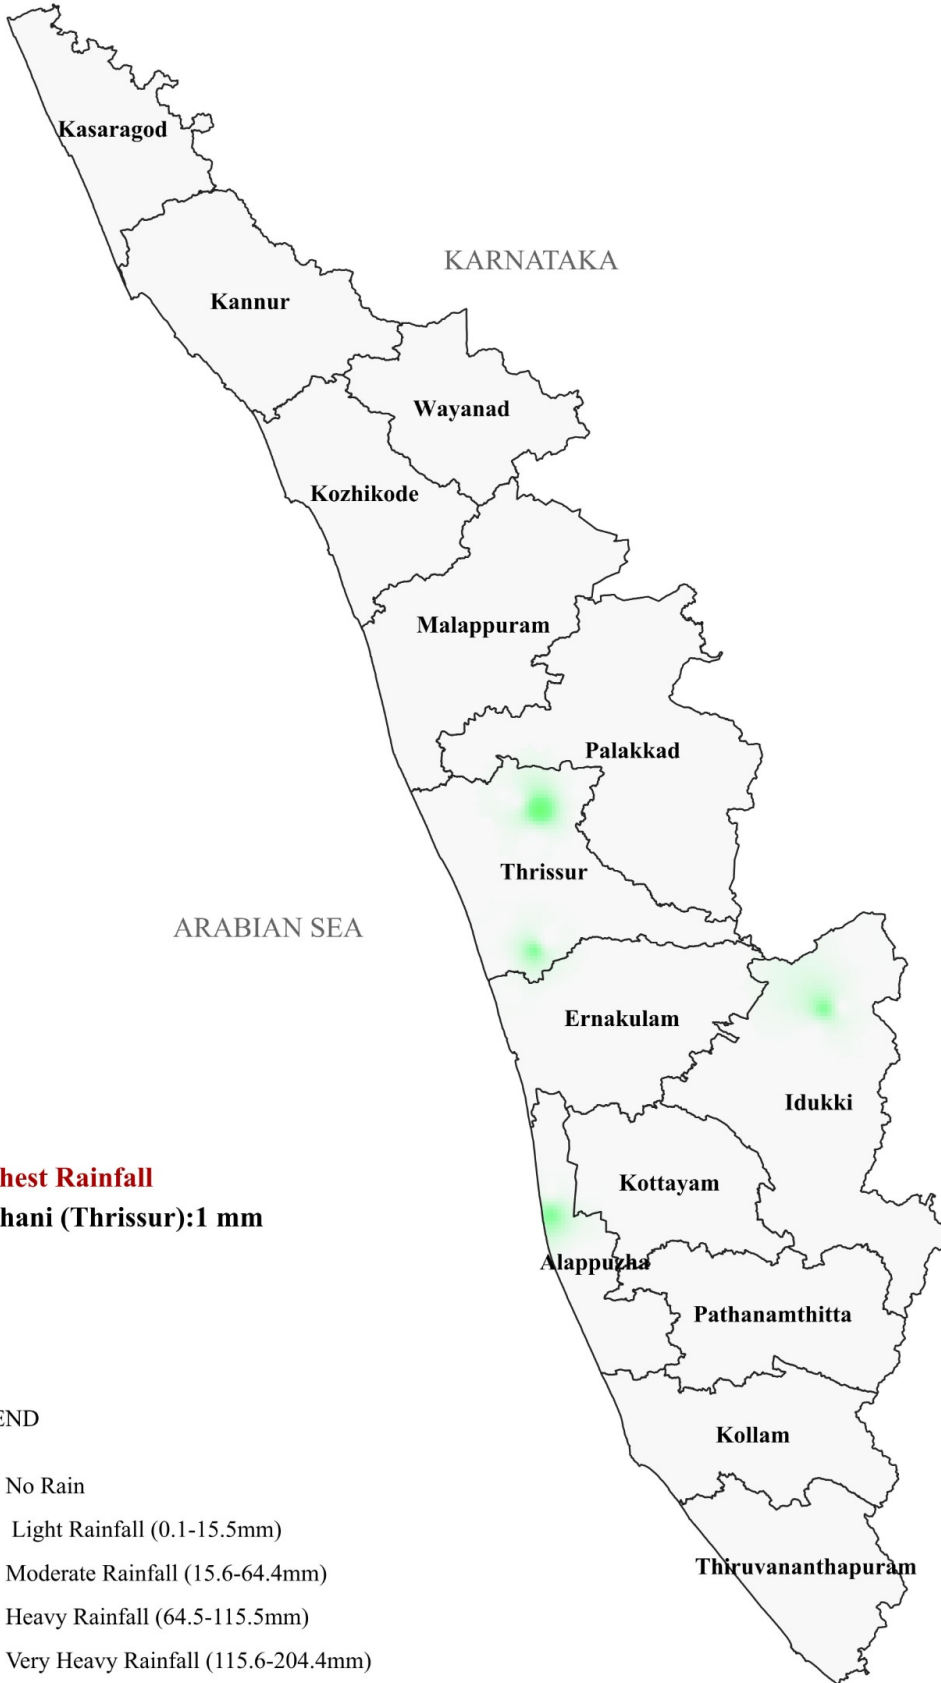 Kasaragod
KARNATAKA
Kannur
Wayanad
Kozhikode
Malappuram
Palakkad
Thrissur
ARABIAN SEA
Ernakulam
Idukki
hest Rainfall
Kottayam
hani (Thrissur):1 mm
Alappuzha
Pathanamthitta
END
Kollam
No Rain
Light Rainfall (0.1-15.5mm)
Moderate Rainfall (15.6-64.4mm)
Thiruvananthapuram
Heavy Rainfall (64.5-115.5mm)
Very Heavy Rainfall (115.6-204.4mm)